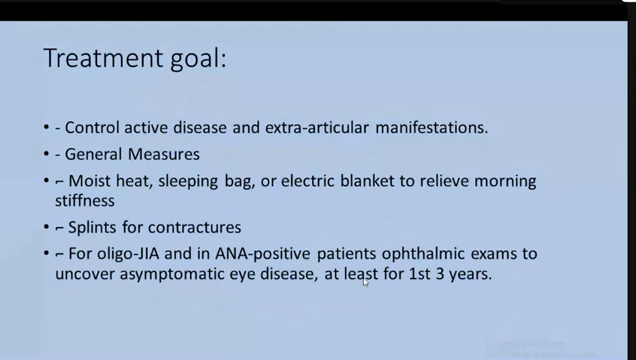 Treatment goal:
• - Control active disease and extra-articular manifestations.
• - General Measures
• ⌐ Moist heat, sleeping bag, or electric blanket to relieve morning
stiffness
• ⌐ Splints for contractures
• ⌐ For oligo-JIA and in ANA-positive patients ophthalmic exams to
uncover asymptomatic eye disease, at least for 1st 3 years.